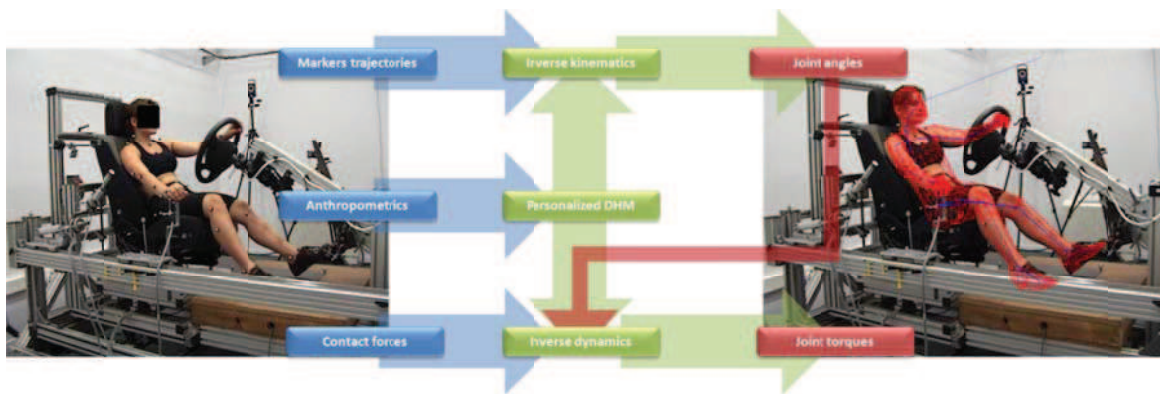 Markers trajectories
Inverse kinematics
Joint angles
Anthropometrics
Personalized DHM
Contact forces
Inverse dynamics
Joint torques